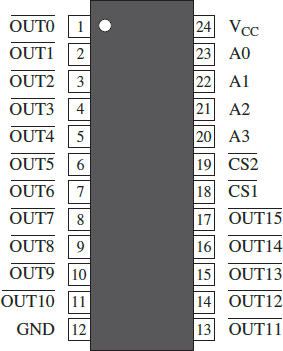 OUT0 1 24 VCC
OUT1 2 23 A0
OUT2 3 22 A1
OUT3 4 21 A2
OUT4 5 20 A3
OUT5 6 19 CS2
OUT6 7 18 CS1
OUT7 8 17 OUT15
OUT8 9 16 OUT14
OUT9 10 15 OUT13
OUT10 11 14 OUT12
GND 12 13 OUT11